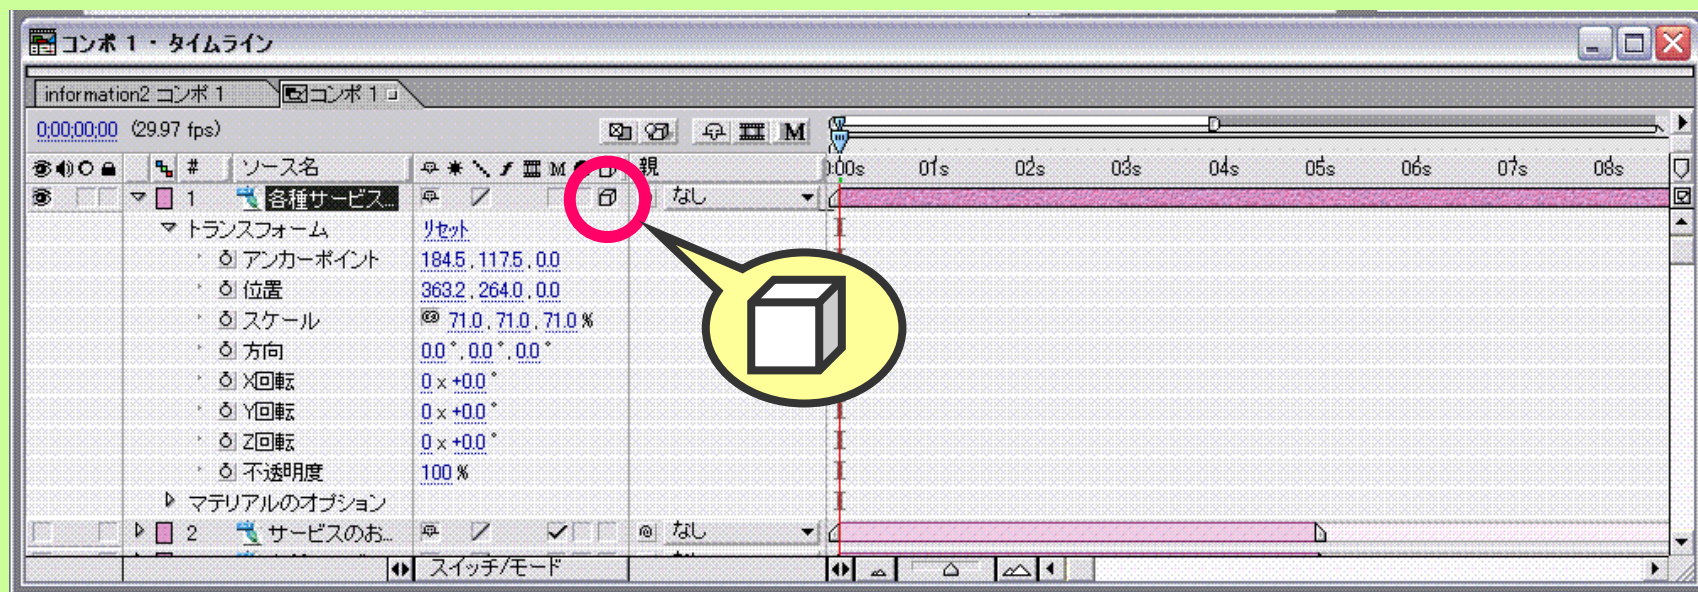 コンポ 1 ・ タイムライン
information2 コンポ 1 コンポ 1
0;00;00;00 (29.97 fps) M
# ソース名 M 親 0:00s 01s 02s 03s 04s 05s 06s 07s 08s
1 各種サービス... なし
トランスフォーム リセット
アンカーポイント 184.5 , 117.5 , 0.0
位置 363.2 , 264.0 , 0.0
スケール 71.0 , 71.0 , 71.0 %
方向 0.0 ° , 0.0 ° , 0.0 °
X回転 0 x +0.0 °
Y回転 0 x +0.0 °
Z回転 0 x +0.0 °
不透明度 100 %
マテリアルのオプション
2 サービスのお... なし
スイッチ/モード